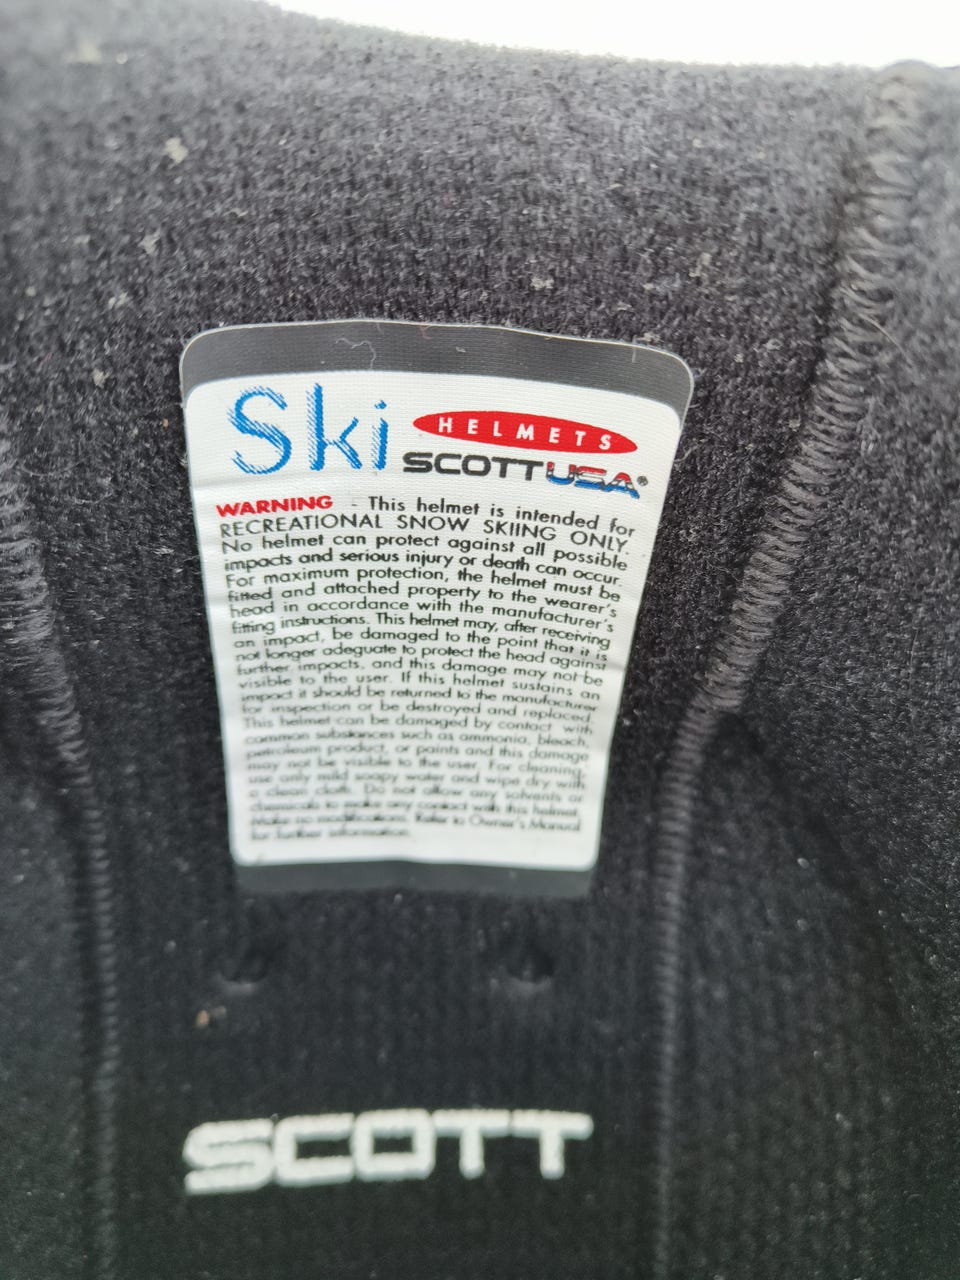 Ski HELMETS
SCOTT USA®
WARNING - This helmet is intended for
RECREATIONAL SNOW SKIING ONLY.
No helmet can protect against all possible
impacts and serious injury or death can occur.
For maximum protection, the helmet must be
fitted and attached property to the wearer's
head in accordance with the manufacturer's
fitting instructions. This helmet may, after receiving
an impact, be damaged to the point that it is
not longer adeguate to protect the head against
further impacts, and this damage may not be
visible to the user. If this helmet sustains an
impact it should be returned to the manufacturer
for inspection or be destroyed and replaced.
This helmet can be damaged by contact with
common substances such as ammonia, bleach,
petroleum product, or paints and this damage
may not be visible to the user. For cleaning,
use only mild soapy water and wipe dry with
a clean cloth. Do not allow any solvents or
chemicals to make any contact with this helmet.
Make no modifications. Refer to Owner's Manual
for further information.
SCOTT